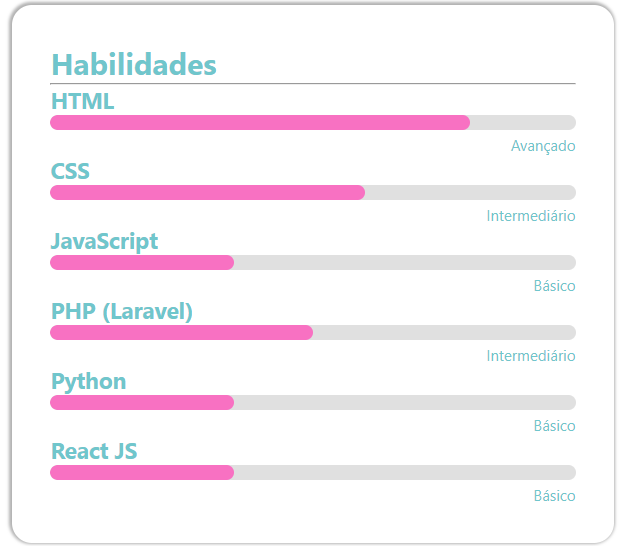 Habilidades
HTML
Avançado
CSS
Intermediário
JavaScript
Básico
PHP (Laravel)
Intermediário
Python
Básico
React JS
Básico